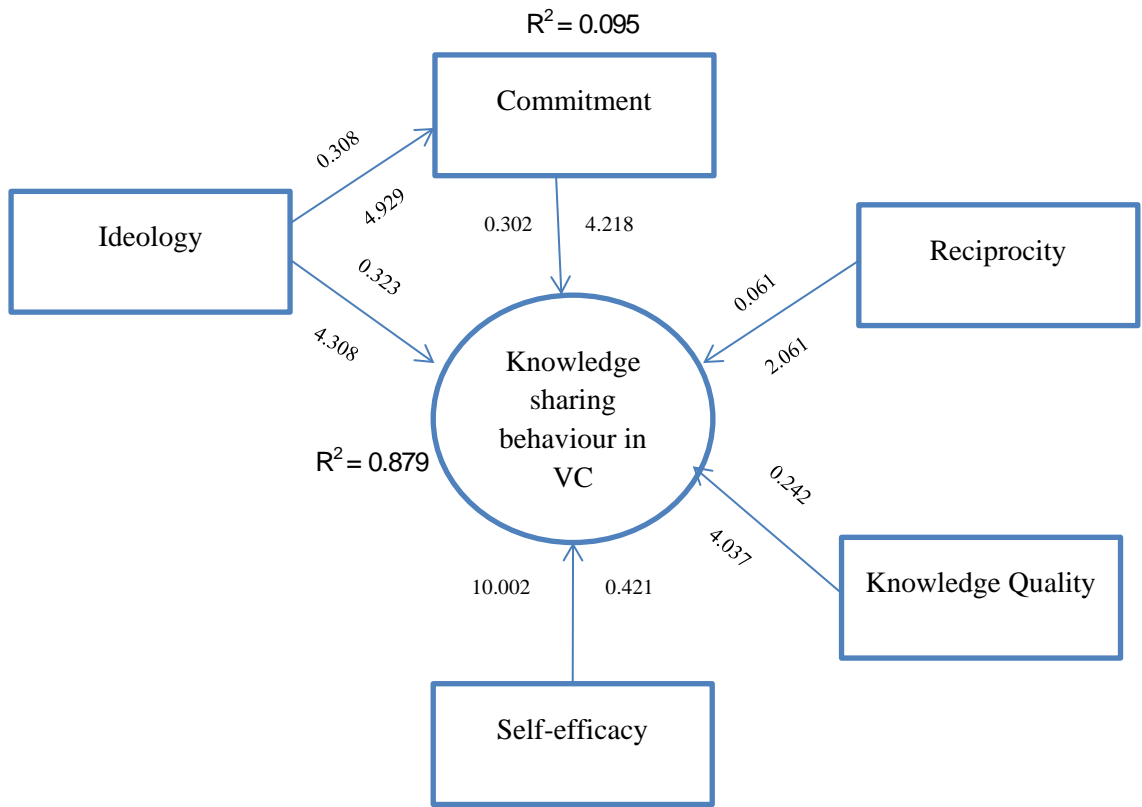 R² = 0.095
Commitment
0.308
4.929
Ideology
0.302
4.218
Reciprocity
0.323
4.308
0.061
2.061
Knowledge
sharing
behaviour in
VC
R² = 0.879
0.242
4.037
Knowledge Quality
10.002
0.421
Self-efficacy